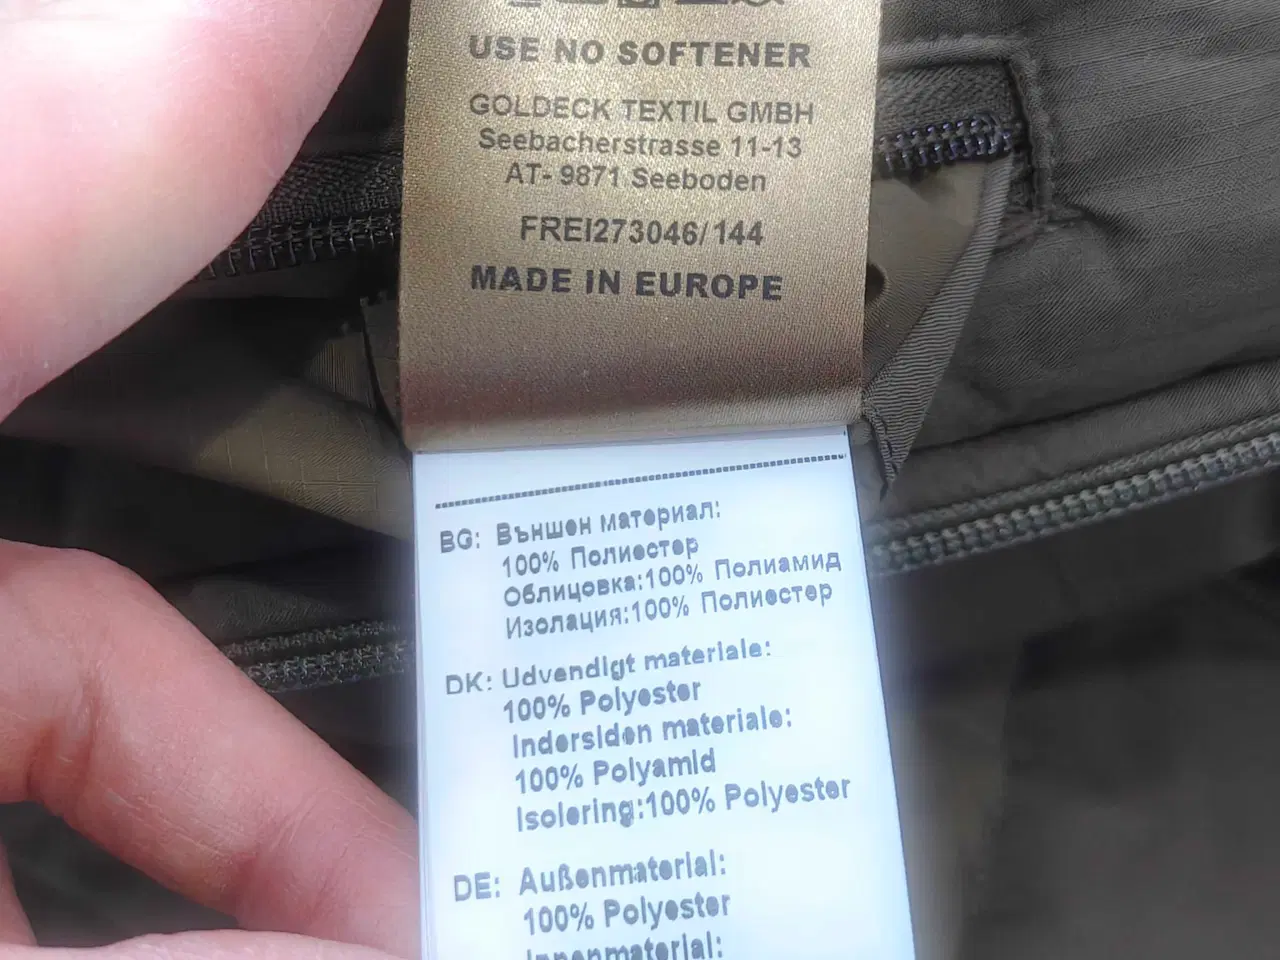 USE NO SOFTENER
GOLDECK TEXTIL GMBH
Seebacherstrasse 11-13
AT- 9871 Seeboden
FREI273046/144
MADE IN EUROPE
BG: Външен материал:
100% Полиестер
Облицовка:100% Полиамид
Изолация:100% Полиестер
DK: Udvendigt materiale:
100% Polyester
Indersiden materiale:
100% Polyamid
Isolering:100% Polyester
DE: Außenmaterial:
100% Polyester
Innenmaterial: